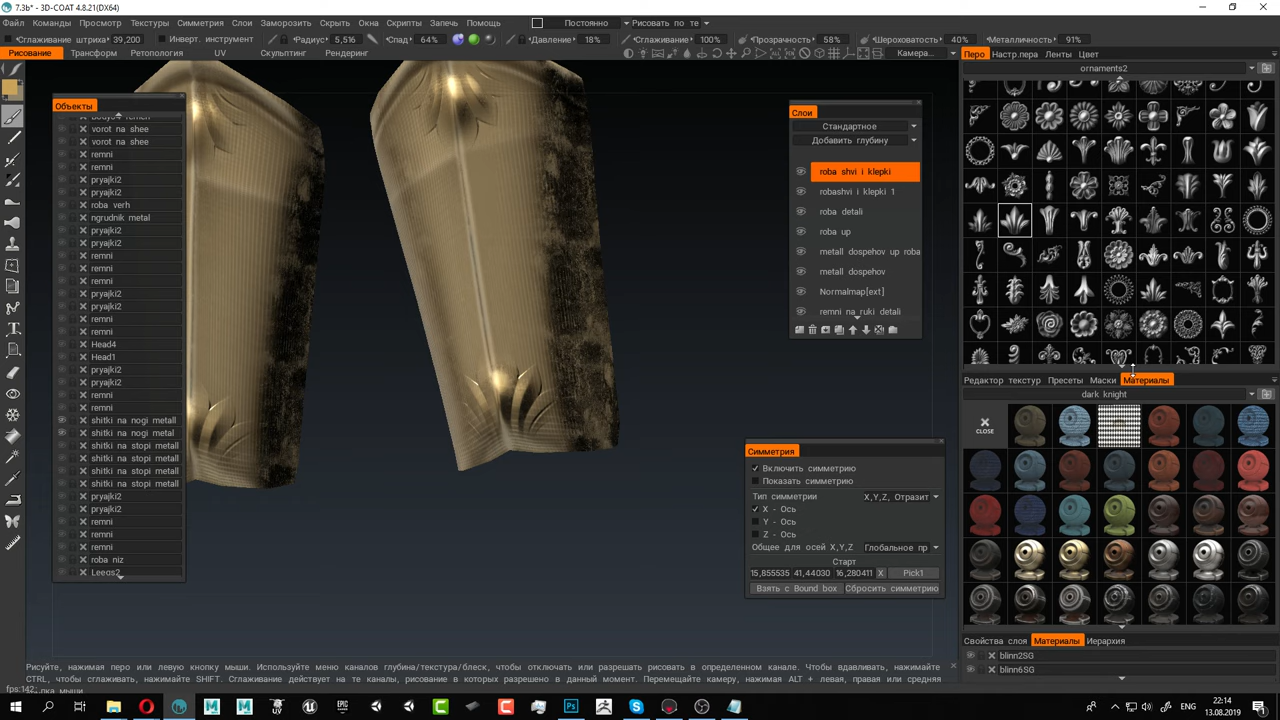 7.3b* - 3D-COAT 4.8.21(DX64)
Файл Команды Просмотр Текстуры Симметрия Слои Заморозить Скрыть Окна Скрипты Запечь Помощь Постоянно Рисовать по те
Сглаживание штриха 39,200 Инверт. инструмент Радиус 5,516 Спад 64% Давление 18% Сглаживание 100% Прозрачность 58% Шероховатость 40% Металличность 91%
Рисование Трансформ Ретопология UV Скульптинг Рендеринг Камера...
Перо Настр.пера Ленты Цвет
ornaments2
Объекты
vorot na shee
vorot na shee
remni
remni
pryajki2
pryajki2
roba verh
ngrudnik metal
pryajki2
pryajki2
remni
remni
remni
pryajki2
pryajki2
remni
remni
Head4
Head1
pryajki2
pryajki2
remni
remni
shitki na nogi metall
shitki na nogi metal
shitki na stopi metall
shitki na stopi metall
shitki na stopi metall
shitki na stopi metall
pryajki2
pryajki2
remni
remni
remni
roba niz
Leegs2
Слои
Стандартное
Добавить глубину
roba shvi i klepki
robashvi i klepki 1
roba detali
roba up
metall dospehov up roba
metall dospehov
Normalmap[ext]
remni na ruki detali
Симметрия
Включить симметрию
Показать симметрию
Тип симметрии X,Y,Z, Отразит
X - Ось
Y - Ось
Z - Ось
Общее для осей X,Y,Z Глобальное пр
Старт
15,855535 41,44030 16,280411 X Pick1
Взять с Bound box Сбросить симметрию
Редактор текстур Пресеты Маски Материалы
dark knight
CLOSE
Свойства слоя Материалы Иерархия
blinn2SG
blinn6SG
Рисуйте, нажимая перо или левую кнопку мыши. Используйте меню каналов глубина/текстура/блеск, чтобы отключать или разрешать рисовать в определенном канале. Чтобы вдавливать, нажимайте
CTRL, чтобы сглаживать, нажимайте SHIFT. Сглаживание действует на те каналы, рисование в которых разрешено в данный момент. Перемещайте камеру, нажимая ALT + левая, правая или средняя
fps:142;
22:14
13.08.2019